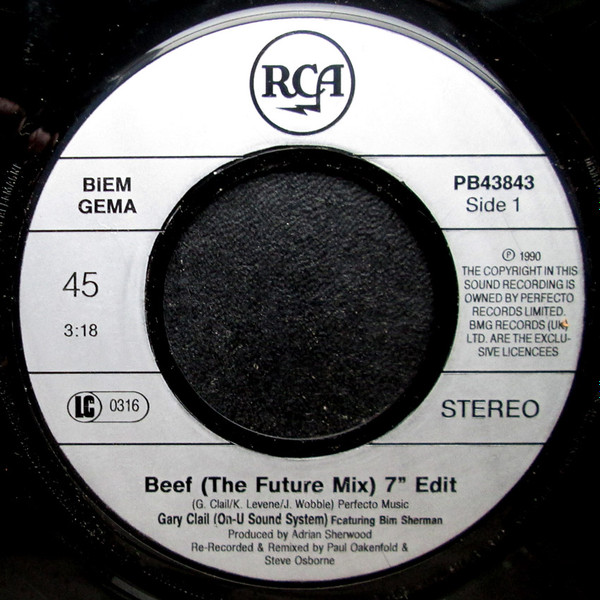 RCA
BiEM
GEMA
PB43843
Side 1
45
3:18
℗ 1990
THE COPYRIGHT IN THIS
SOUND RECORDING IS
OWNED BY PERFECTO
RECORDS LIMITED.
BMG RECORDS (UK)
LTD. ARE THE EXCLU-
SIVE LICENCEES
LC 0316
STEREO
Beef (The Future Mix) 7” Edit
(G. Clail/K. Levene/J. Wobble) Perfecto Music
Gary Clail (On-U Sound System) Featuring Bim Sherman
Produced by Adrian Sherwood
Re-Recorded & Remixed by Paul Oakenfold &
Steve Osborne